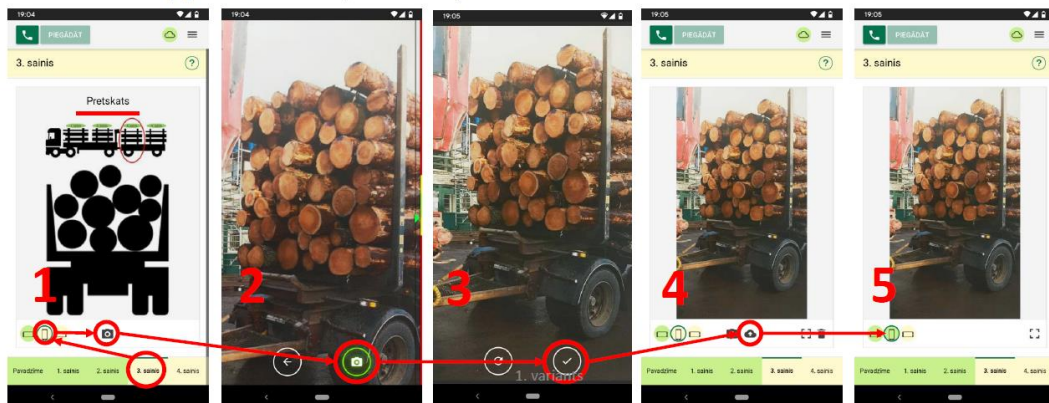 19:04
PIEGĀDĀT
3. sainis
?
Pretskats
1
Pavadzīme 1. sainis 2. sainis 3. sainis 4. sainis
19:04
2
19:05
3
1. variants
19:05
PIEGĀDĀT
3. sainis
?
4
Pavadzīme 1. sainis 2. sainis 3. sainis 4. sainis
19:05
PIEGĀDĀT
3. sainis
?
5
Pavadzīme 1. sainis 2. sainis 3. sainis 4. sainis